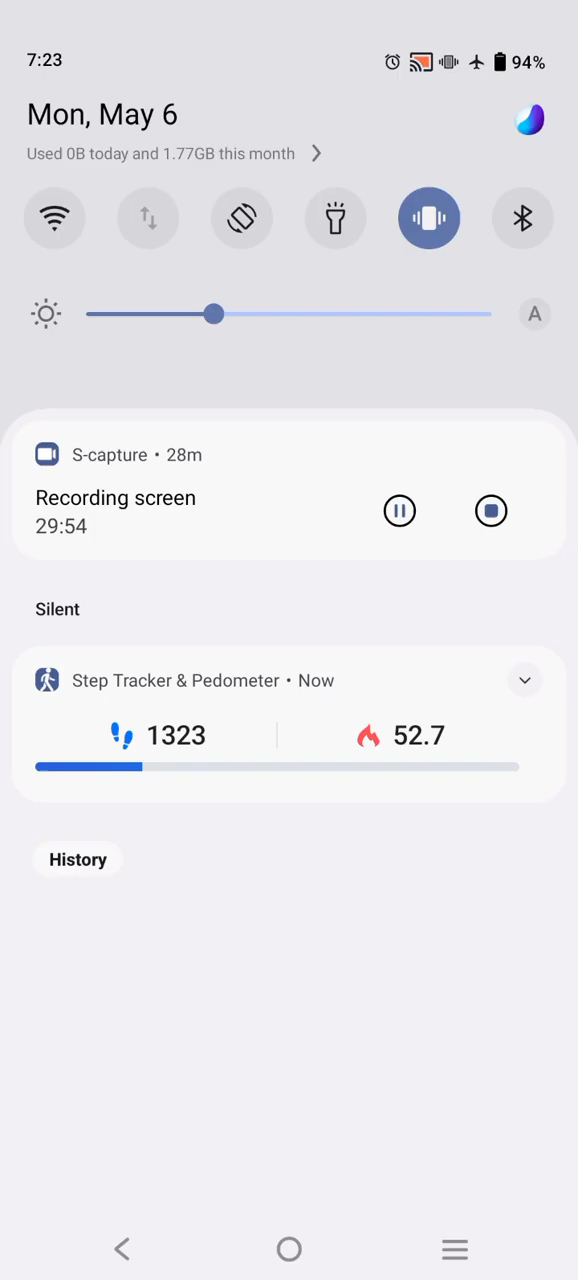 7:23 94%
Mon, May 6
Used 0B today and 1.77GB this month
A
S-capture • 28m
Recording screen
29:54
Silent
Step Tracker & Pedometer • Now
1323 52.7
History